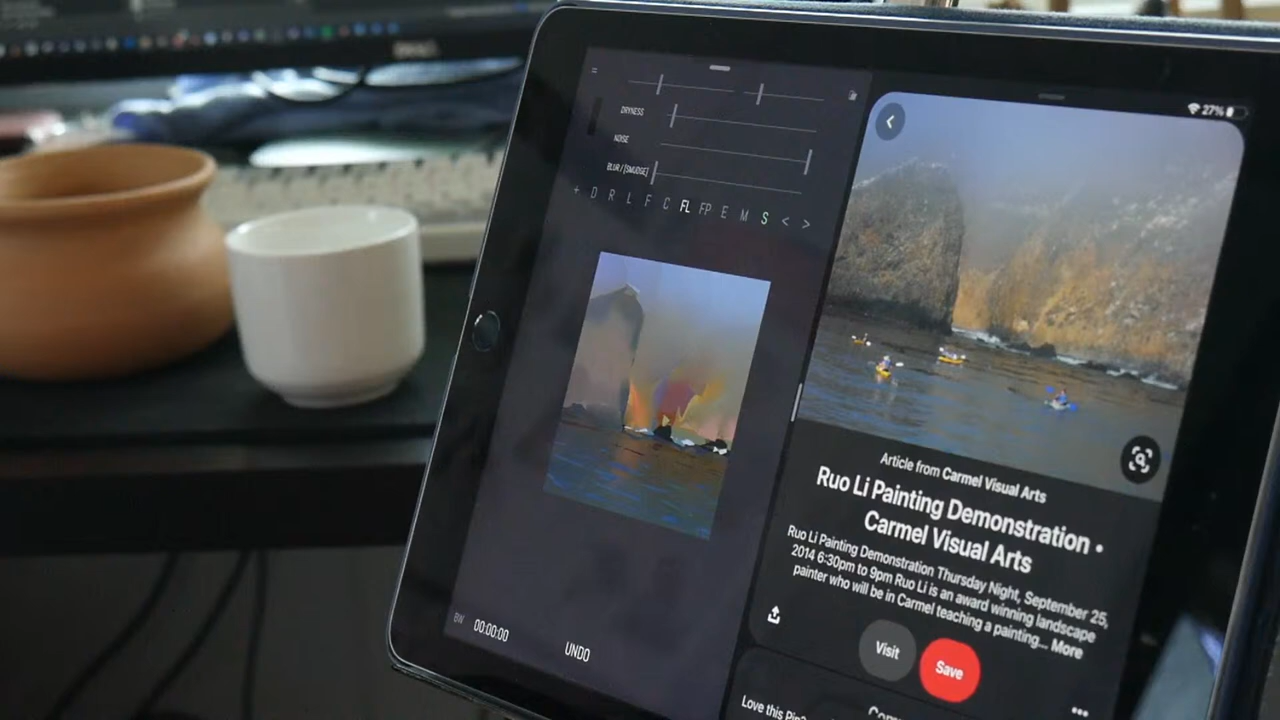 DELL
27%
DRYNESS
NOISE
BLUR / (SMUDGE)
+ D R L F C FL FP E M S < >
BW 00:00:00
UNDO
Article from Carmel Visual Arts
Ruo Li Painting Demonstration •
Carmel Visual Arts
Ruo Li Painting Demonstration Thursday Night, September 25,
2014 6:30pm to 9pm Ruo Li is an award winning landscape
painter who will be in Carmel teaching a painting... More
Visit
Save
Love this Pin?